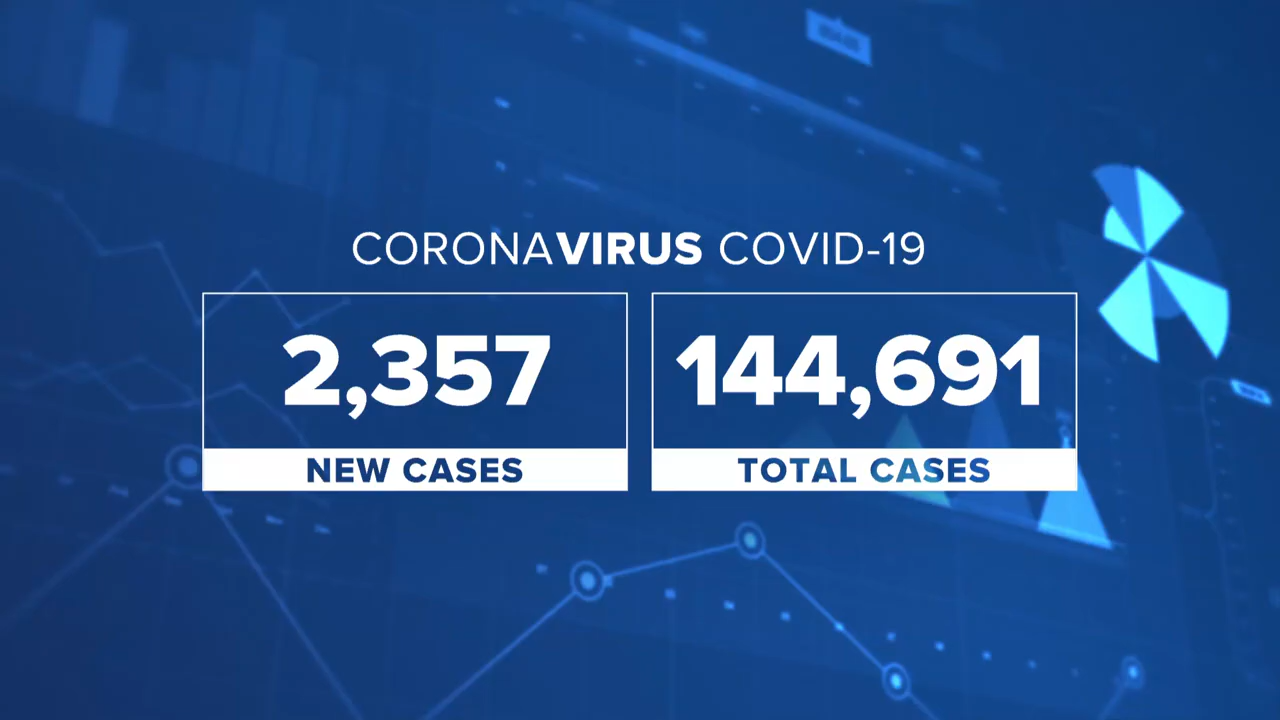 CORONAVIRUS COVID-19
2,357
144,691
NEW CASES
TOTAL CASES